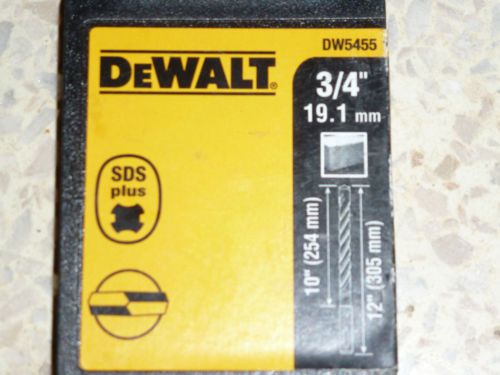 DW5455
DEWALT®
3/4"
19.1 mm
SDS
plus
10" (254 mm)
12" (305 mm)